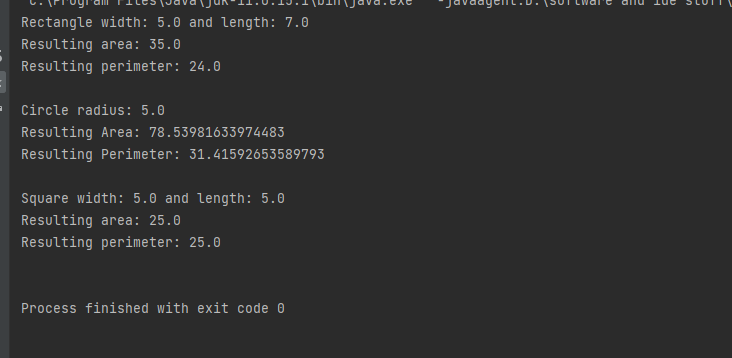 Rectangle width: 5.0 and length: 7.0
Resulting area: 35.0
Resulting perimeter: 24.0
Circle radius: 5.0
Resulting Area: 78.53981633974483
Resulting Perimeter: 31.41592653589793
Square width: 5.0 and length: 5.0
Resulting area: 25.0
Resulting perimeter: 25.0
Process finished with exit code 0